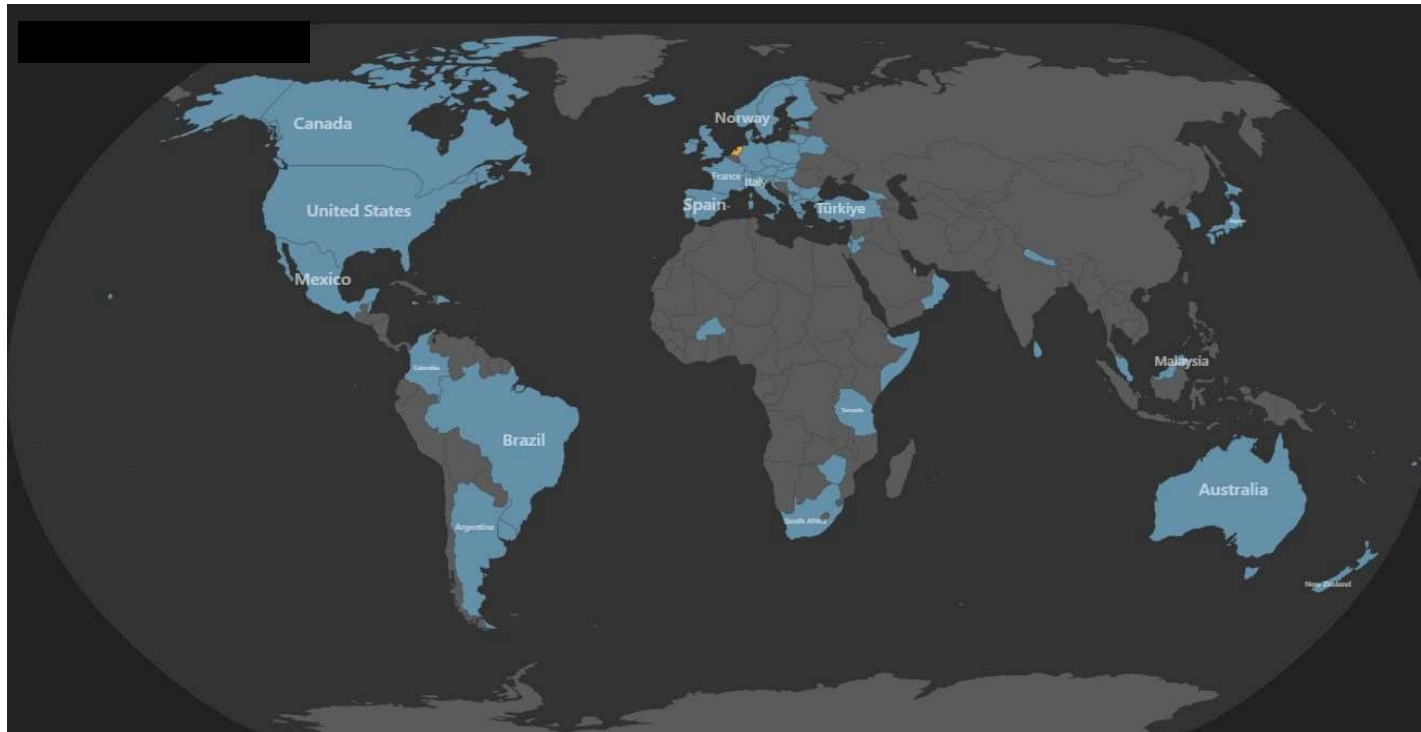 Canada
Norway
France
Italy
United States
Spain
Türkiye
Japan
Mexico
Malaysia
Colombia
Tanzania
Brazil
Australia
South Africa
Argentina
New Zealand